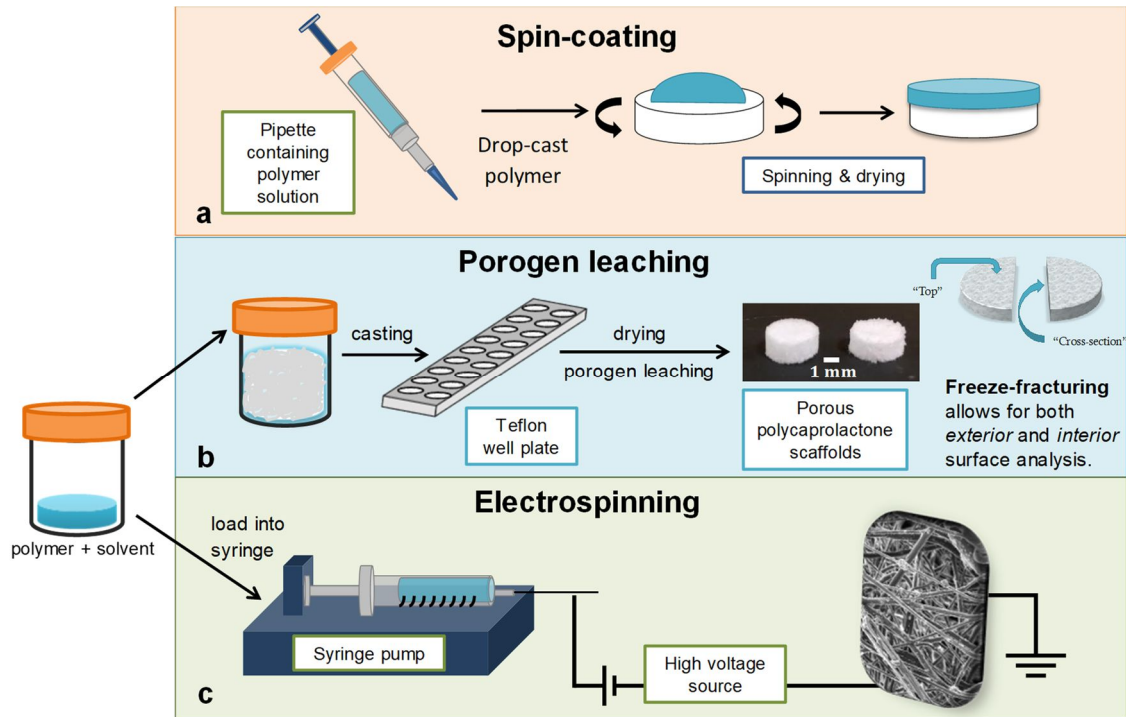 Spin-coating
Pipette
containing
polymer
solution
Drop-cast
polymer
Spinning & drying
a
Porogen leaching
casting
Teflon
well plate
drying
porogen leaching
1 mm
Porous
polycaprolactone
scaffolds
“Top”
“Cross-section”
Freeze-fracturing
allows for both
exterior and interior
surface analysis.
b
polymer + solvent
Electrospinning
load into
syringe
Syringe pump
High voltage
source
c